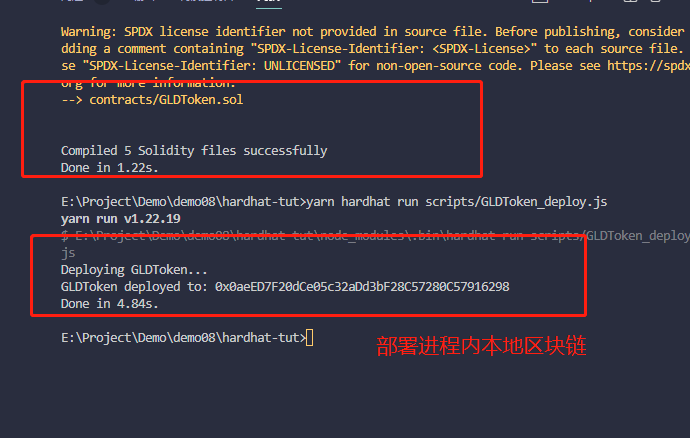 Warning: SPDX license identifier not provided in source file. Before publishing, consider
dding a comment containing "SPDX-License-Identifier: <SPDX-License>" to each source file.
se "SPDX-License-Identifier: UNLICENSED" for non-open-source code. Please see https://spdx
org for more information.
--> contracts/GLDToken.sol
Compiled 5 Solidity files successfully
Done in 1.22s.
E:\Project\Demo\demo08\hardhat-tut>yarn hardhat run scripts/GLDToken_deploy.js
yarn run v1.22.19
$ E:\Project\Demo\demo08\hardhat-tut\node_modules\.bin\hardhat run scripts/GLDToken_deploy
js
Deploying GLDToken...
GLDToken deployed to: 0x0aeED7F20dCe05c32aDd3bF28C57280C57916298
Done in 4.84s.
E:\Project\Demo\demo08\hardhat-tut>
部署进程内本地区块链